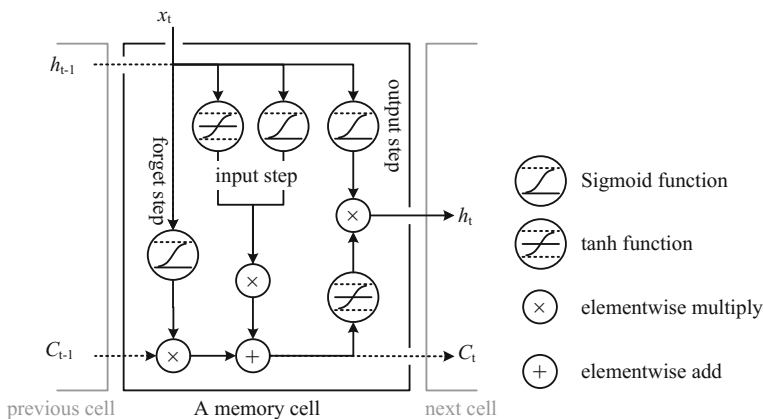 x_t
h_t-1
forget step
input step
output step
h_t
C_t-1
C_t
previous cell
A memory cell
next cell
Sigmoid function
tanh function
elementwise multiply
elementwise add